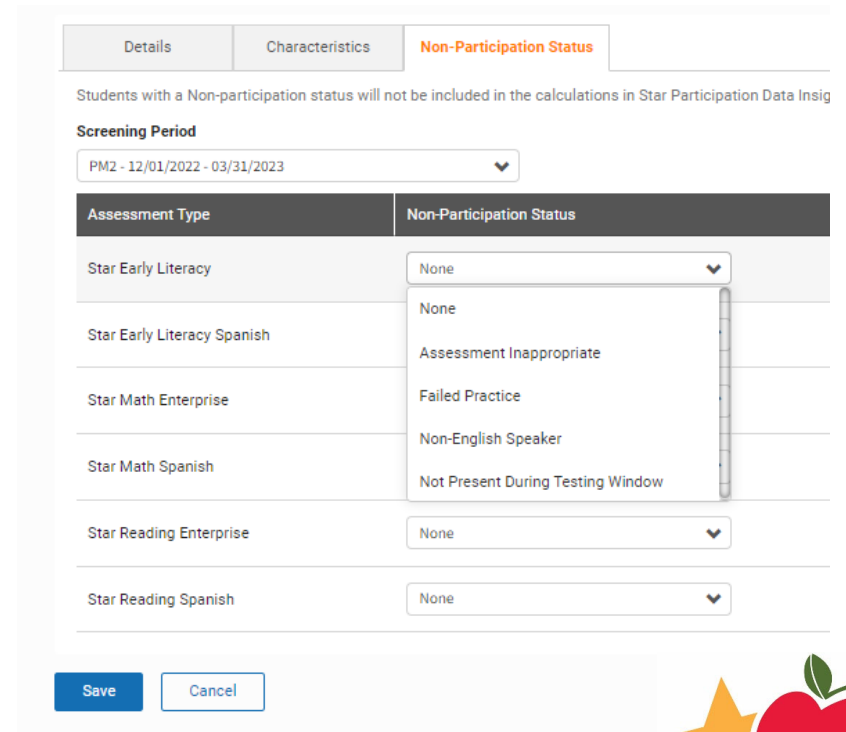 Details
Characteristics
Non-Participation Status
Students with a Non-participation status will not be included in the calculations in Star Participation Data
Screening Period
PM2 - 12/01/2022 - 03/31/2023
Assessment Type
Non-Participation Status
Star Early Literacy
None
None
Star Early Literacy Spanish
Assessment Inappropriate
Star Math Enterprise
Failed Practice
Non-English Speaker
Star Math Spanish
Not Present During Testing Window
Star Reading Enterprise
None
Star Reading Spanish
None
Save
Cancel